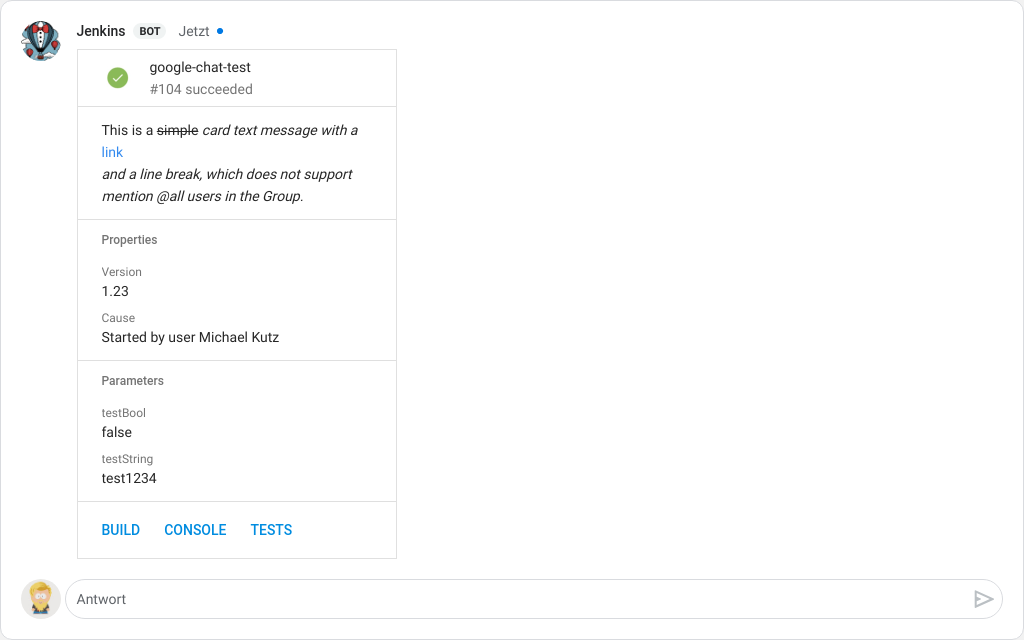 Jenkins BOT Jetzt
google-chat-test
#104 succeeded
This is a simple card text message with a
link
and a line break, which does not support
mention @all users in the Group.
Properties
Version
1.23
Cause
Started by user Michael Kutz
Parameters
testBool
false
testString
test1234
BUILD CONSOLE TESTS
Antwort